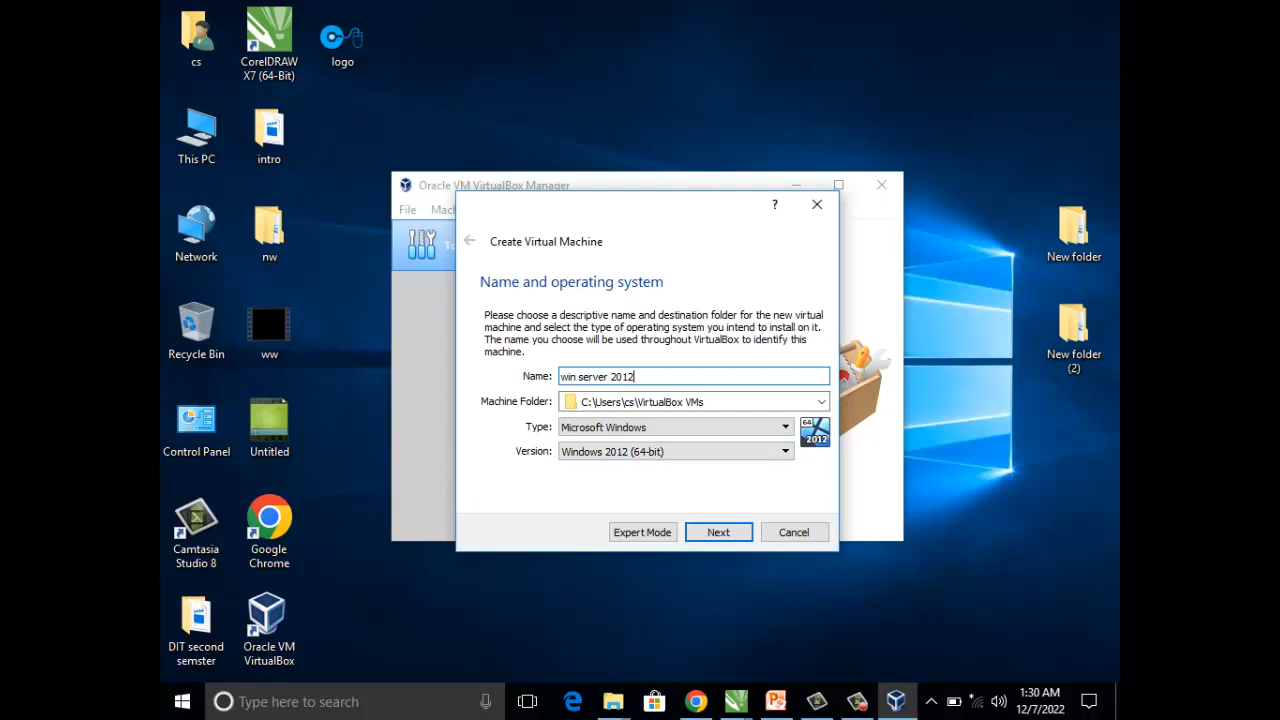 cs
CorelDRAW
X7 (64-Bit)
logo
This PC
intro
Network
nw
Recycle Bin
ww
Control Panel
Untitled
Camtasia
Studio 8
Google
Chrome
DIT second
semster
Oracle VM
VirtualBox
New folder
New folder
(2)
Oracle VM VirtualBox Manager
File
?
Create Virtual Machine
Name and operating system
Please choose a descriptive name and destination folder for the new virtual
machine and select the type of operating system you intend to install on it.
The name you choose will be used throughout VirtualBox to identify this
machine.
Name: win server 2012
Machine Folder: C:\Users\cs\VirtualBox VMs
Type: Microsoft Windows
64
2012
Version: Windows 2012 (64-bit)
Expert Mode Next Cancel
Type here to search
1:30 AM
12/7/2022